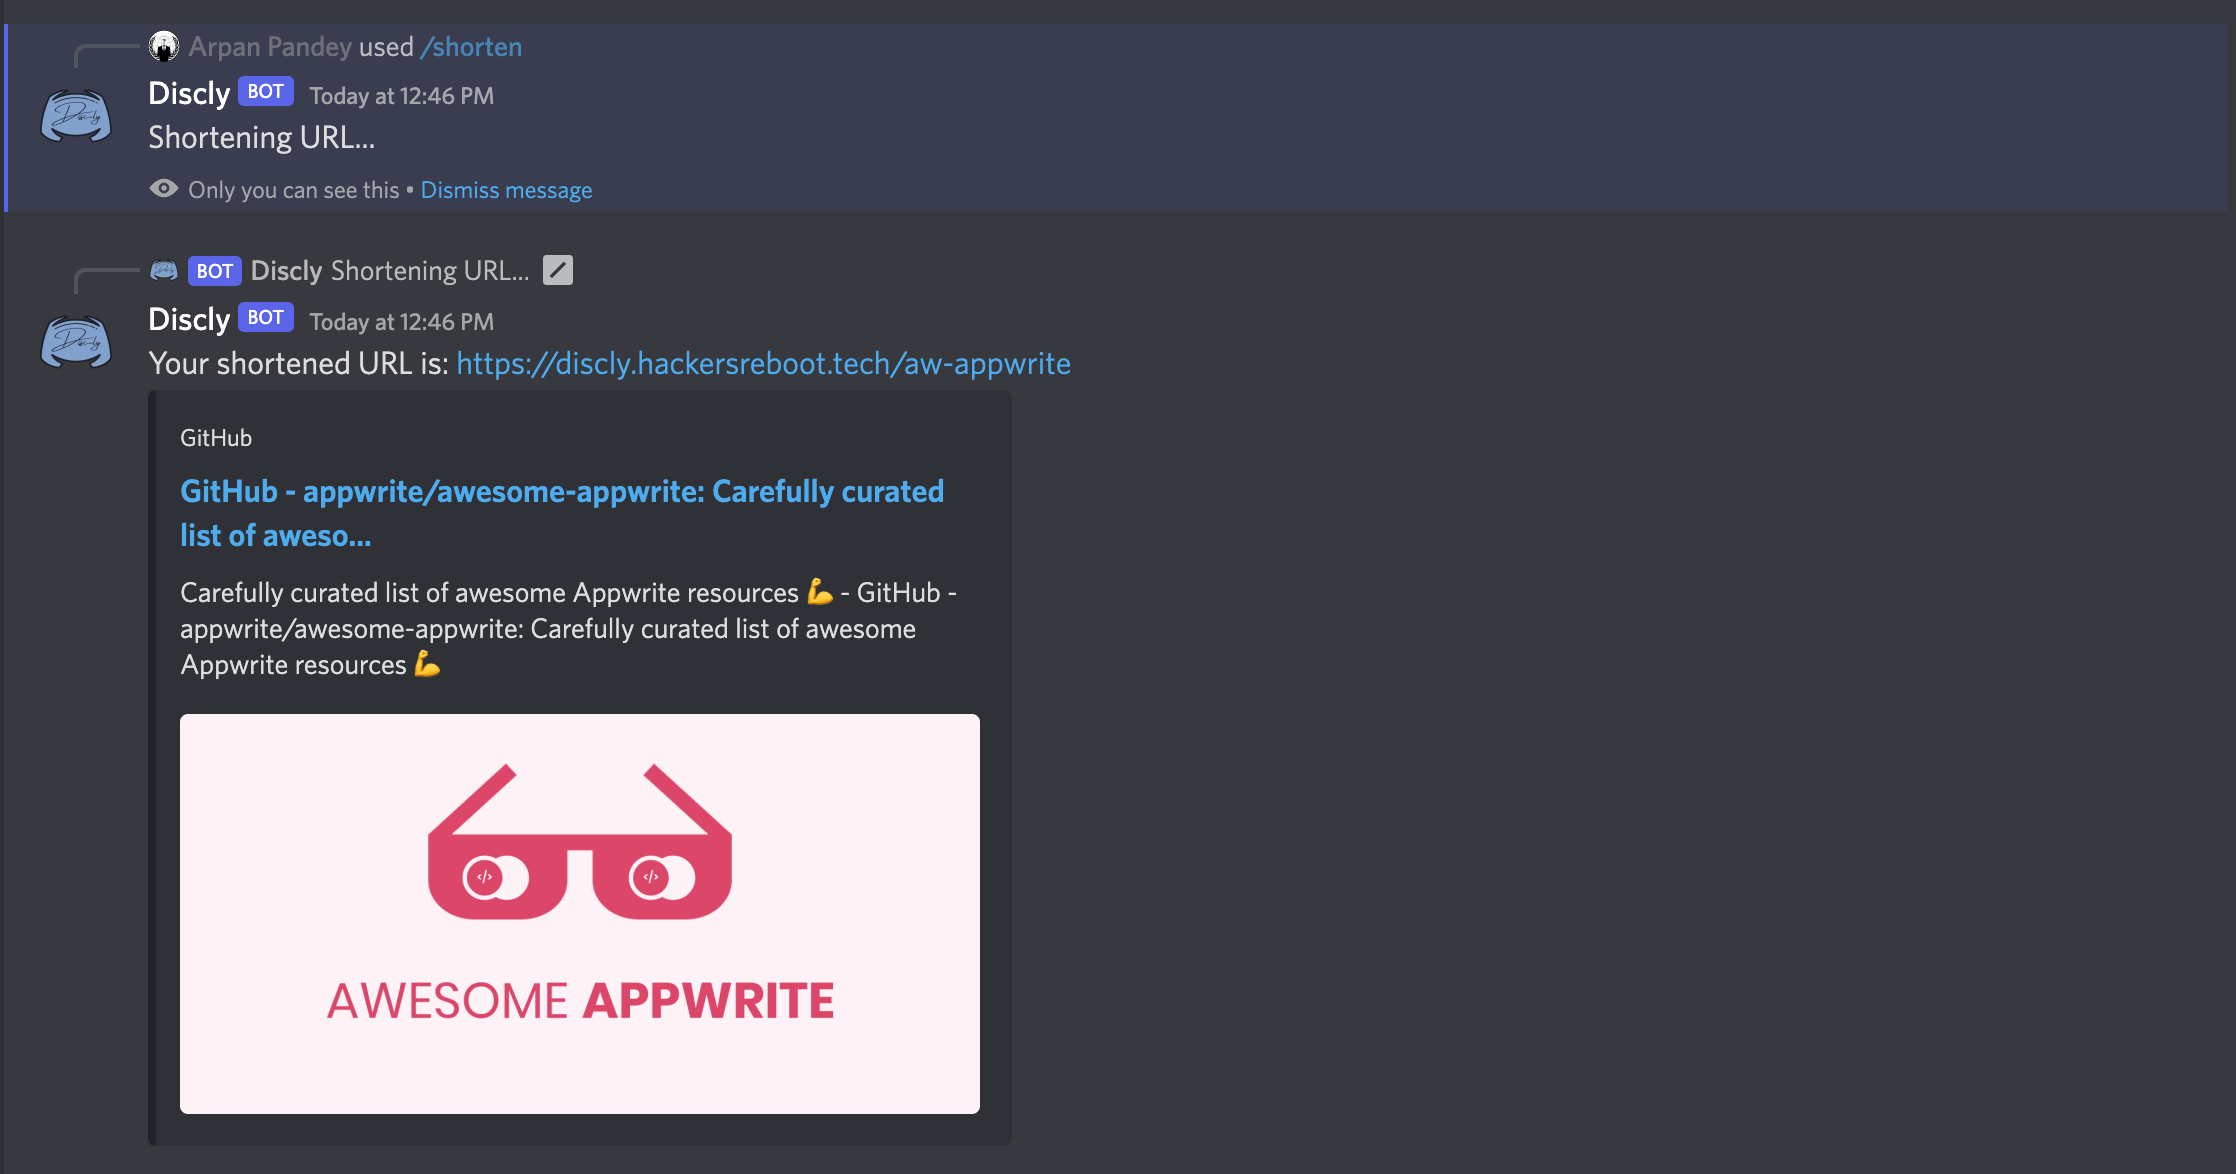 Arpan Pandey used /shorten
Discly BOT Today at 12:46 PM
Shortening URL...
Only you can see this • Dismiss message
BOT Discly Shortening URL...
Discly BOT Today at 12:46 PM
Your shortened URL is: https://discly.hackersreboot.tech/aw-appwrite
GitHub
GitHub - appwrite/awesome-appwrite: Carefully curated
list of aweso...
Carefully curated list of awesome Appwrite resources 💪 - GitHub -
appwrite/awesome-appwrite: Carefully curated list of awesome
Appwrite resources 💪
</> </>
AWESOME APPWRITE